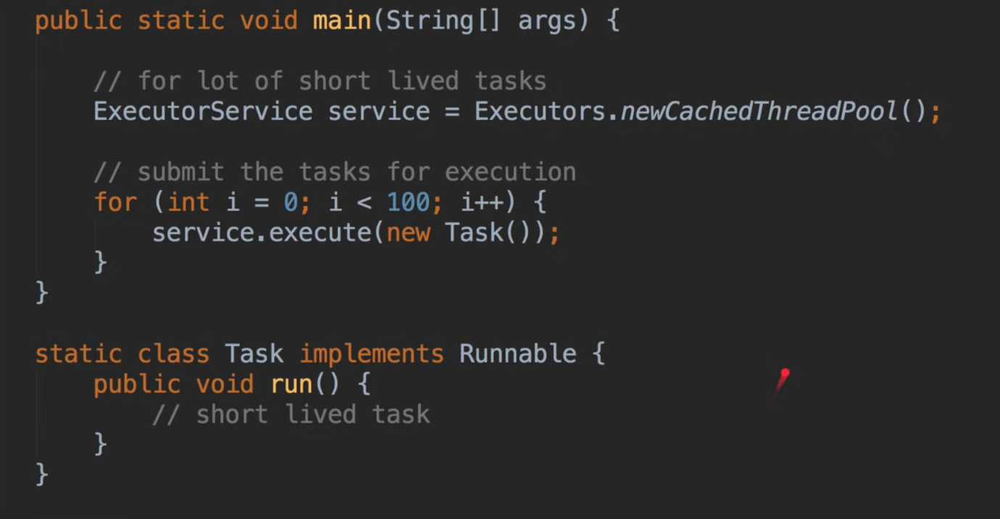 public static void main(String[] args) {
// for lot of short lived tasks
ExecutorService service = Executors.newCachedThreadPool();
// submit the tasks for execution
for (int i = 0; i < 100; i++) {
service.execute(new Task());
}
}
static class Task implements Runnable {
public void run() {
// short lived task
}
}